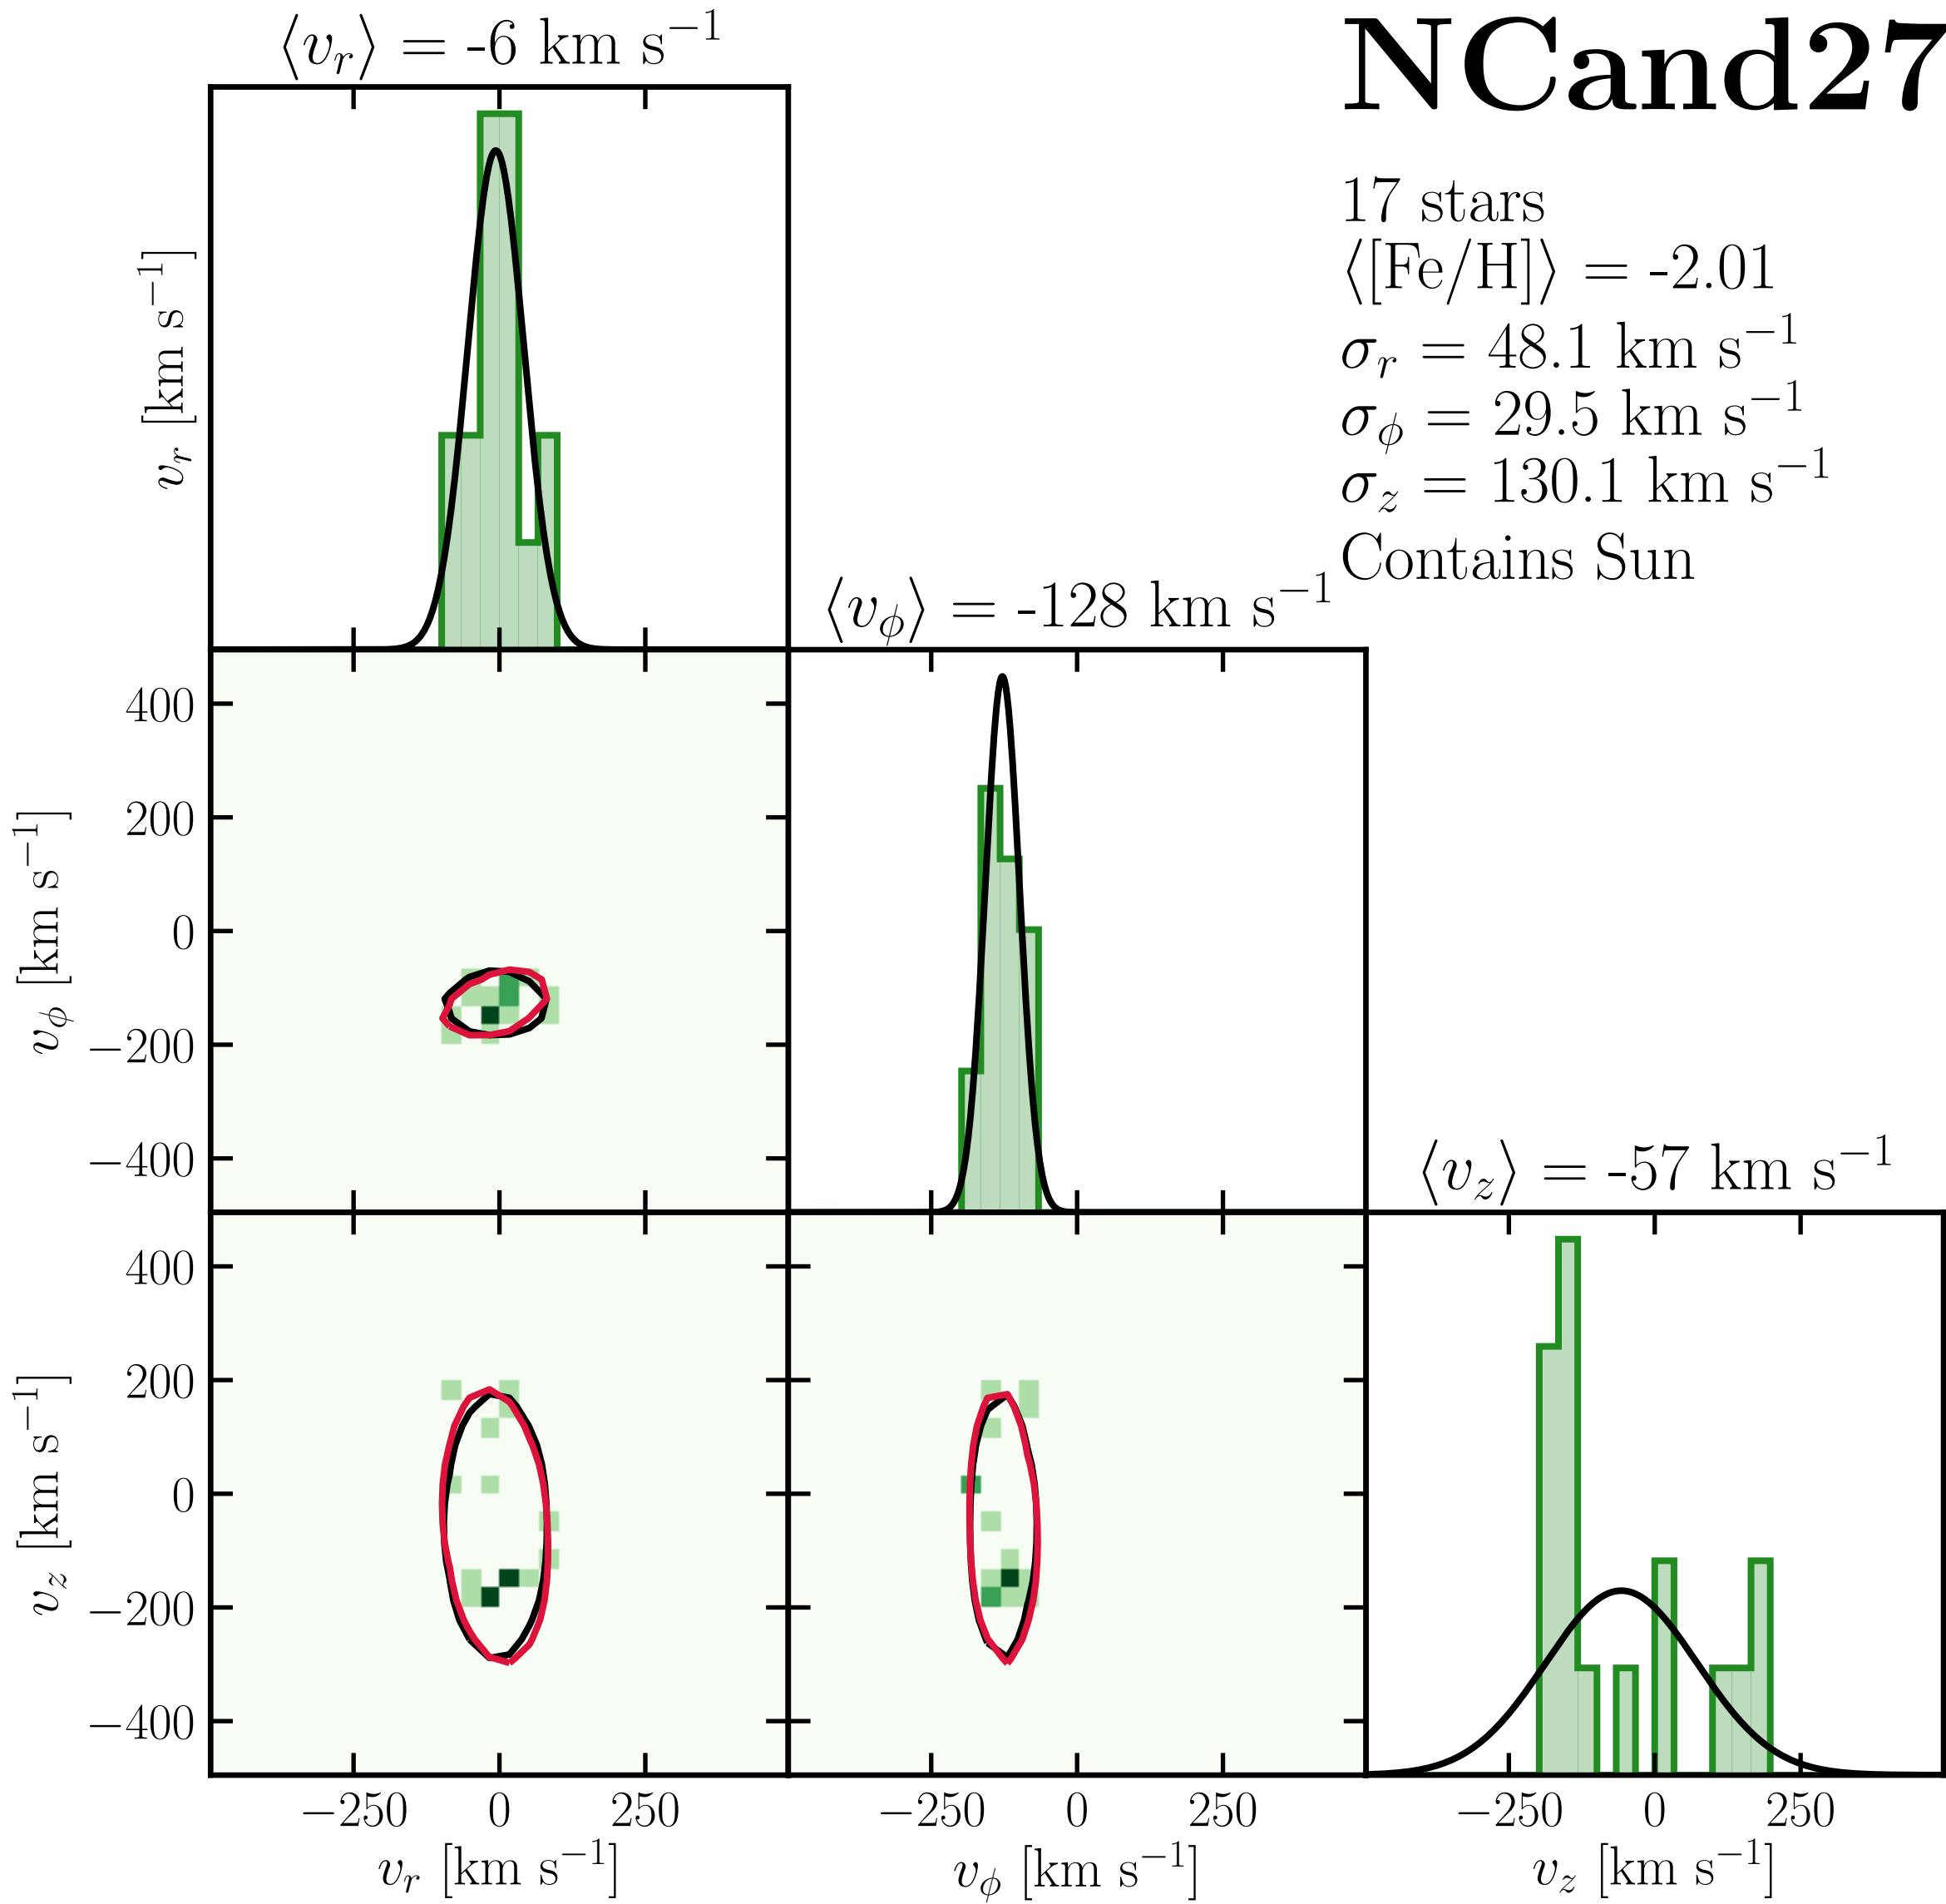 NCand27
⟨v_r⟩ = -6 km s⁻¹
17 stars
⟨[Fe/H]⟩ = -2.01
σ_r = 48.1 km s⁻¹
σ_ϕ = 29.5 km s⁻¹
σ_z = 130.1 km s⁻¹
Contains Sun
v_r [km s⁻¹]
⟨v_ϕ⟩ = -128 km s⁻¹
400
200
0
−200
−400
v_ϕ [km s⁻¹]
⟨v_z⟩ = -57 km s⁻¹
400
200
0
−200
−400
v_z [km s⁻¹]
−250 0 250 −250 0 250 −250 0 250
v_r [km s⁻¹] v_ϕ [km s⁻¹] v_z [km s⁻¹]